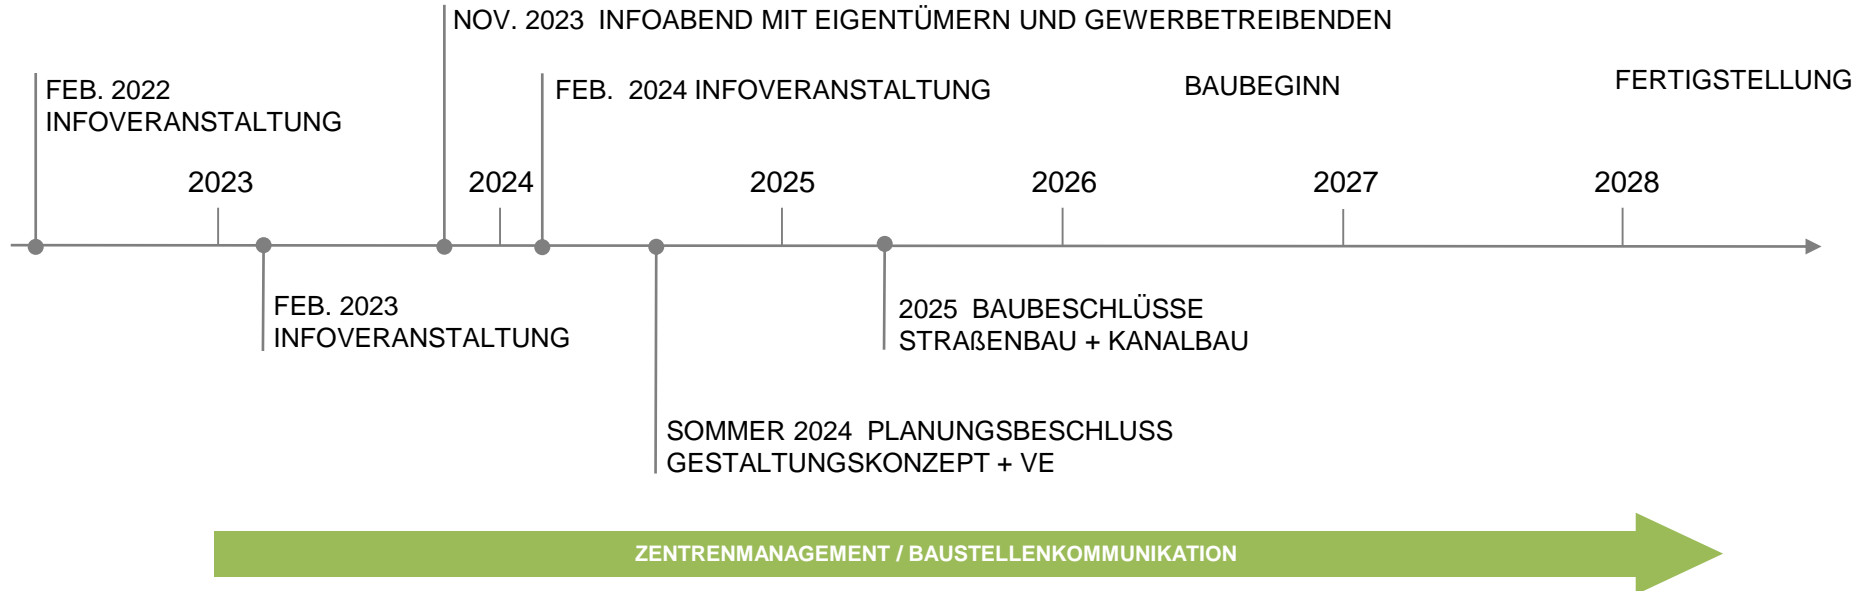 NOV. 2023  INFOABEND MIT EIGENTÜMERN UND GEWERBETREIBENDEN
FEB. 2022
INFOVERANSTALTUNG
FEB.  2024 INFOVERANSTALTUNG
BAUBEGINN
FERTIGSTELLUNG
2023
2024
2025
2026
2027
2028
FEB. 2023
INFOVERANSTALTUNG
2025  BAUBESCHLÜSSE
STRAßENBAU + KANALBAU
SOMMER 2024  PLANUNGSBESCHLUSS
GESTALTUNGSKONZEPT + VE
ZENTRENMANAGEMENT / BAUSTELLENKOMMUNIKATION